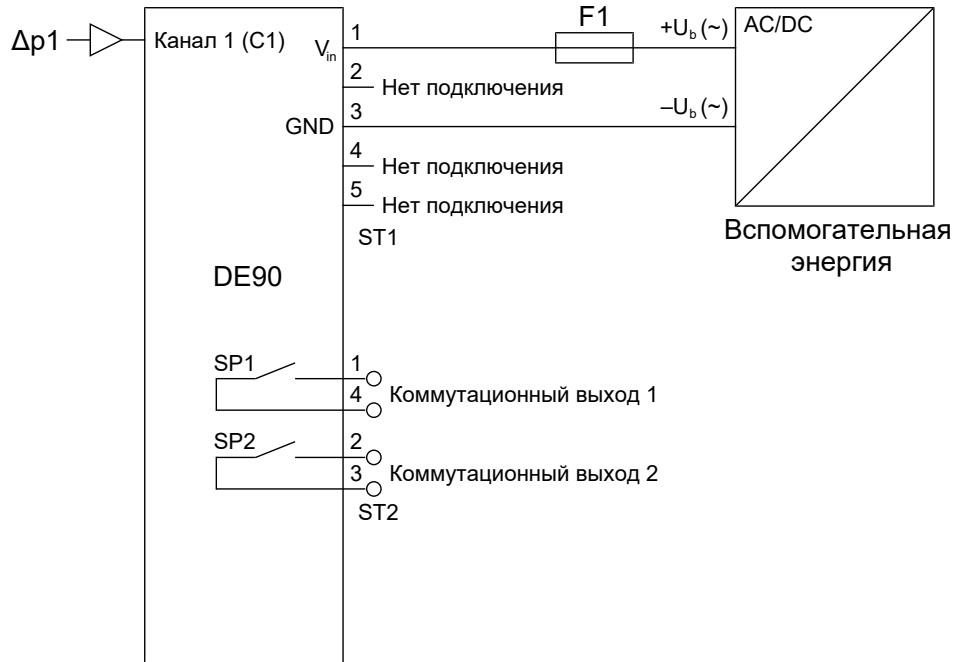 F1
Δp1
Канал 1 (C1)
V_in
1
+U_b (~)
AC/DC
2
Нет подключения
GND
3
–U_b (~)
4
Нет подключения
5
Нет подключения
ST1
Вспомогательная
энергия
DE90
SP1
1
4
Коммутационный выход 1
SP2
2
3
Коммутационный выход 2
ST2